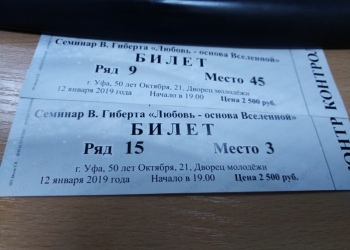 Семинар В. Гиберта «Любовь - основа Вселенной»
БИЛЕТ
Ряд 9 Место 45
г. Уфа, 50 лет Октября, 21, Дворец молодёжи
12 января 2019 года Начало в 19.00 Цена 2 500 руб.
КОНТРОЛ
Семинар В. Гиберта «Любовь - основа Вселенной»
БИЛЕТ
Ряд 15 Место 3
г. Уфа, 50 лет Октября, 21, Дворец молодёжи
12 января 2019 года Начало в 19.00 Цена 2 500 руб.